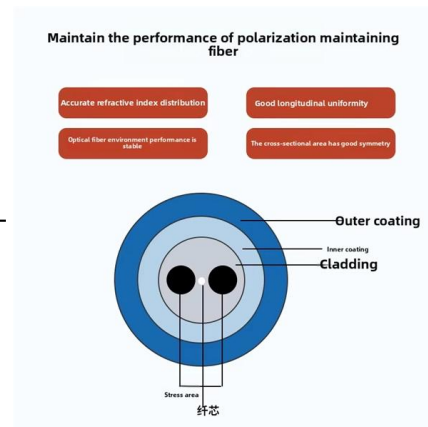 Maintain the performance of polarization maintaining
fiber
Accurate refractive index distribution
Good longitudinal uniformity
Optical fiber environment performance is
stable
The cross-sectional area has good symmetry
Outer coating
Inner coating
Cladding
Stress area
纤芯